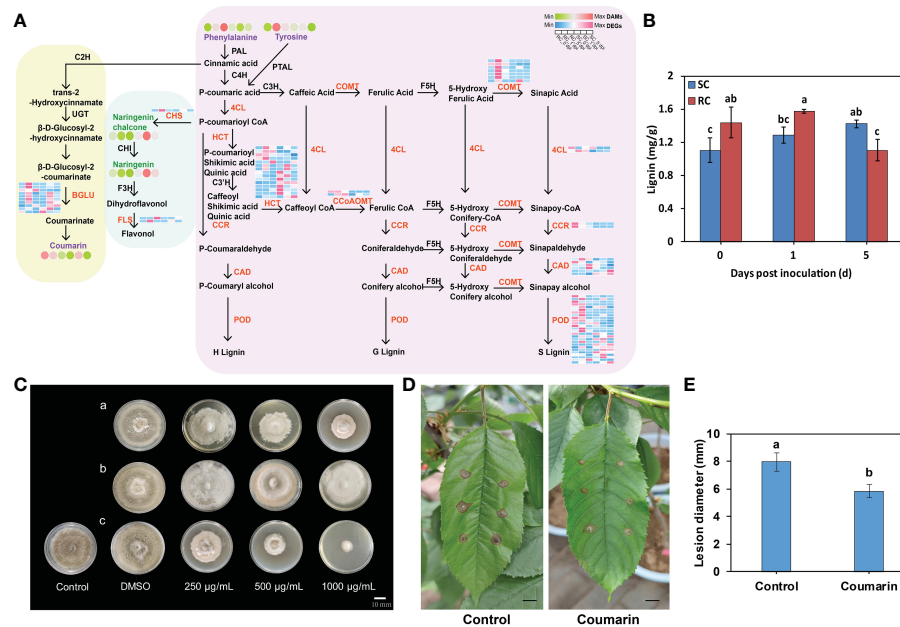 A
Phenylalanine
Tyrosine
Min
Max DAMs
Min
Max DEGs
PAL
PTAL
C2H
Cinnamic acid
C4H
P-coumaric acid
C3H
Caffeic Acid
COMT
Ferulic Acid
F5H
5-Hydroxy
Ferulic Acid
COMT
Sinapic Acid
trans-2
-Hydroxycinnamate
UGT
β-D-Glucosyl-2
-hydroxycinnamate
β-D-Glucosyl-2
-coumarinate
BGLU
Coumarinate
Coumarin
Naringenin
chalcone
CHS
CHI
Naringenin
F3H
Dihydroflavonol
FLS
Flavonol
4CL
P-coumarioyl CoA
HCT
P-coumarioyl
Shikimic acid
Quinic acid
C3'H
Caffeoyl
Shikimic acid
Quinic acid
4CL
4CL
4CL
4CL
HCT
Caffeoyl CoA
CCoAOMT
Ferulic CoA
F5H
5-Hydroxy
Conifery-CoA
COMT
Sinapoy-CoA
CCR
CCR
CCR
CCR
P-Coumaraldehyde
Coniferaldehyde
F5H
5-Hydroxy
Coniferaldehyde
COMT
Sinapaldehyde
CAD
CAD
CAD
CAD
P-Coumaryl alcohol
Conifery alcohol
F5H
5-Hydroxy
Conifery alcohol
COMT
Sinapay alcohol
POD
POD
POD
H Lignin
G Lignin
S Lignin
B
Lignin (mg/g)
2
1.6
1.2
0.8
0.4
0
SC
RC
c
ab
bc
a
ab
c
0
1
5
Days post inoculation (d)
C
a
b
c
Control
DMSO
250 μg/mL
500 μg/mL
1000 μg/mL
10 mm
D
Control
Coumarin
E
Lesion diameter (mm)
12
10
8
6
4
2
0
a
b
Control
Coumarin